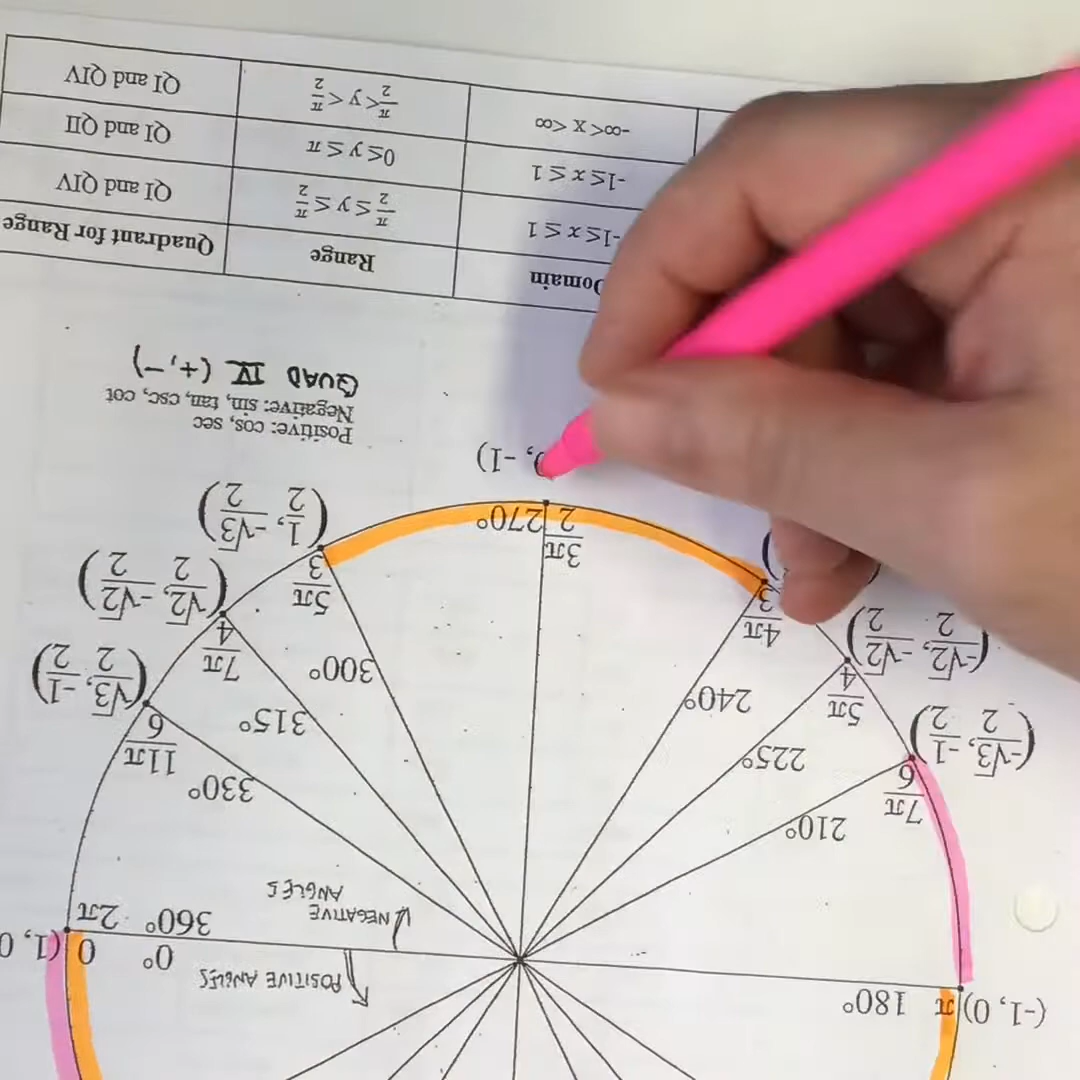 (-1, 0) π 180° POSITIVE ANGLES 0° 0 (1, 0
NEGATIVE 360° 2π
ANGLES
210° 7π/6 (-√3/2, -1/2)
225° 5π/4 (-√2/2, -√2/2)
240° 4π/3
270° 3π/2 , -1)
300° 5π/3 (1/2, -√3/2)
315° 7π/4 (√2/2, -√2/2)
330° 11π/6 (√3/2, -1/2)
Positive: cos, sec
Negative: sin, tan, csc, cot
QUAD IV (+,-)
Domain Range Quadrant for Range
-1≤x≤1 π/2≤y≤π/2 QI and QIV
-1≤x≤1 0≤y≤π QI and QII
-∞<x<∞ π/2<y<π/2 QI and QIV